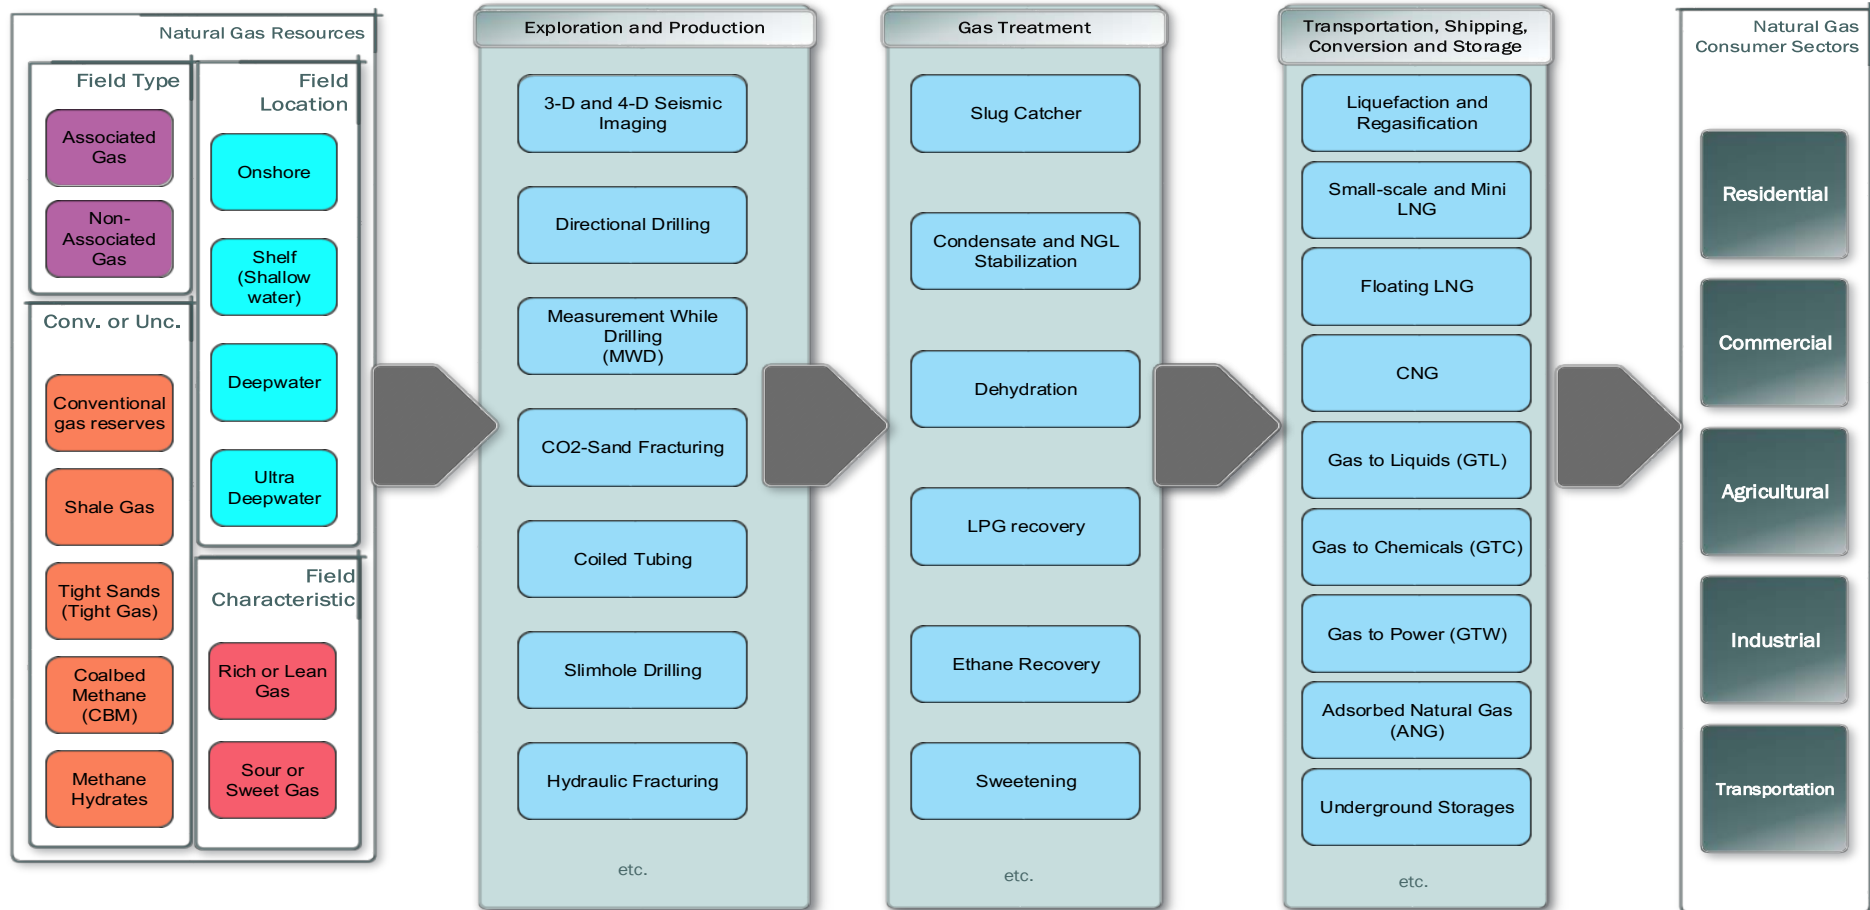 Natural Gas Resources
Field Type
Associated
Gas
Non-
Associated
Gas
Conv. or Unc.
Conventional
gas reserves
Shale Gas
Tight Sands
(Tight Gas)
Coalbed
Methane
(CBM)
Methane
Hydrates
Field
Location
Onshore
Shelf
(Shallow
water)
Deepwater
Ultra
Deepwater
Field
Characteristic
Rich or Lean
Gas
Sour or
Sweet Gas
Exploration and Production
3-D and 4-D Seismic
Imaging
Directional Drilling
Measurement While
Drilling
(MWD)
CO2-Sand Fracturing
Coiled Tubing
Slimhole Drilling
Hydraulic Fracturing
etc.
Gas Treatment
Slug Catcher
Condensate and NGL
Stabilization
Dehydration
LPG recovery
Ethane Recovery
Sweetening
etc.
Transportation, Shipping,
Conversion and Storage
Liquefaction and
Regasification
Small-scale and Mini
LNG
Floating LNG
CNG
Gas to Liquids (GTL)
Gas to Chemicals (GTC)
Gas to Power (GTW)
Adsorbed Natural Gas
(ANG)
Underground Storages
etc.
Natural Gas
Consumer Sectors
Residential
Commercial
Agricultural
Industrial
Transportation